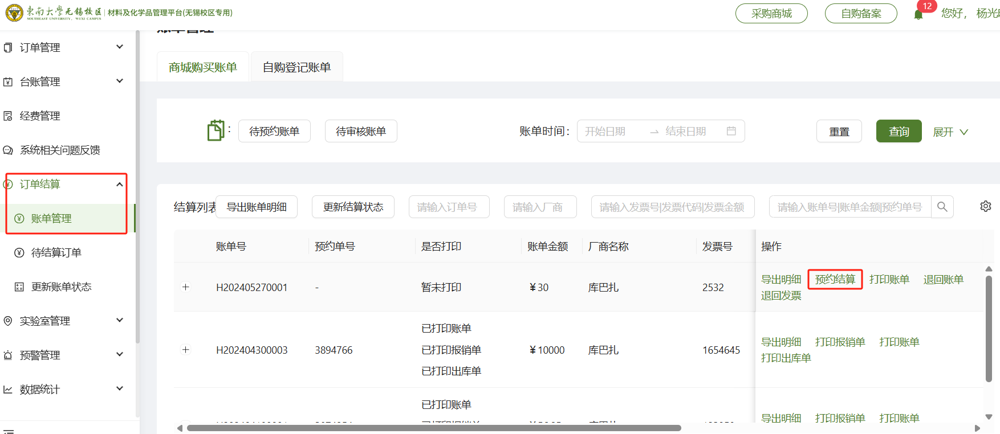 東南大學无锡校区
SOUTHEAST UNIVERSITY, WUXI CAMPUS
材料及化学品管理平台(无锡校区专用)
采购商城
自购备案
12
您好，
杨光
订单管理
台账管理
经费管理
系统相关问题反馈
订单结算
账单管理
待结算订单
更新账单状态
实验室管理
预警管理
数据统计
账单管理
商城购买账单
自购登记账单
:
待预约账单
待审核账单
账单时间：
开始日期
结束日期
重置
查询
展开
结算列表
导出账单明细
更新结算状态
请输入订单号
请输入厂商
请输入发票号|发票代码|发票金额
请输入账单号|账单金额|预约单号
账单号
预约单号
是否打印
账单金额
厂商名称
发票号
操作
H202405270001
-
暂未打印
¥30
库巴扎
2532
导出明细
预约结算
打印账单
退回账单
退回发票
H202404300003
3894766
已打印账单
已打印报销单
已打印出库单
¥10000
库巴扎
1654645
导出明细
打印报销单
打印账单
打印出库单
已打印账单
已打印报销单
库巴扎
导出明细
打印报销单
打印账单